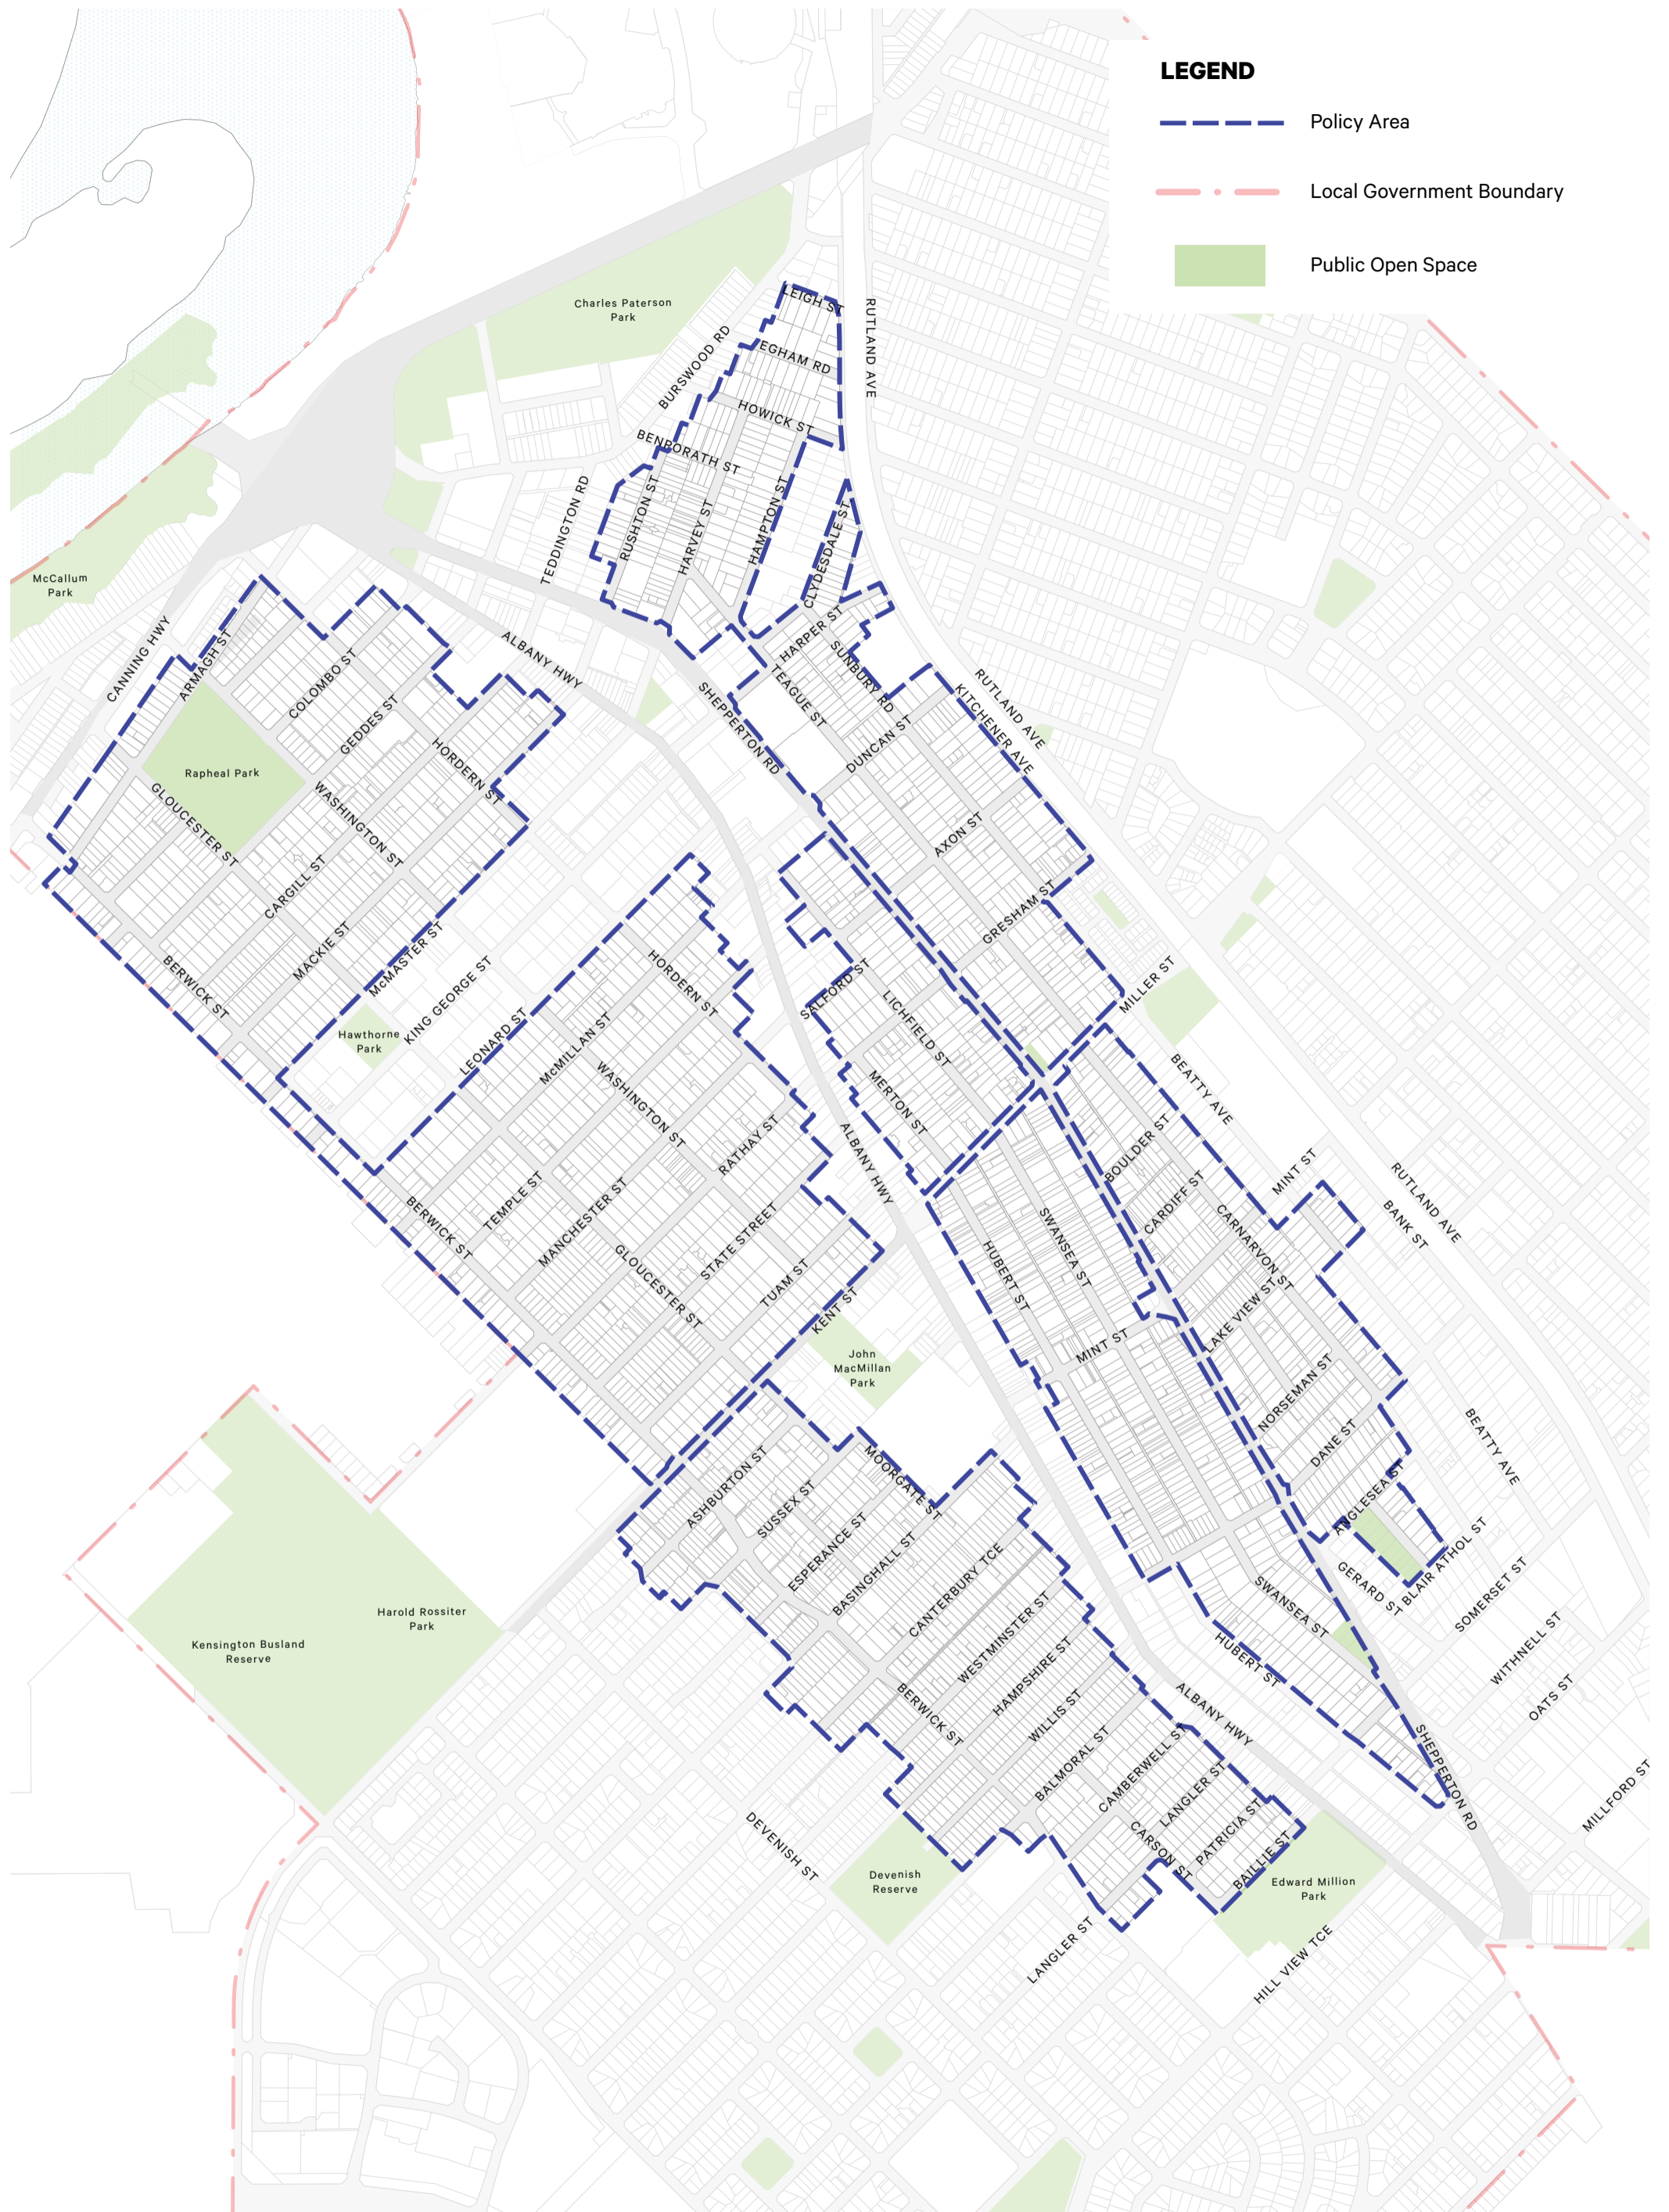 LEGEND
Policy Area
Local Government Boundary
Public Open Space
Charles Paterson
Park
LEIGH ST
RUTLAND AVE
BURSWOOD RD
EGHAM RD
HOWICK ST
BENPORATH ST
TEDDINGTON RD
RUSHTON ST
HARVEY ST
HAMPTON ST
CLYDESDALE ST
McCallum
Park
CANNING HWY
ARMAGH ST
ALBANY HWY
HARPER ST
SUNBURY RD
TEAGUE ST
SHEPPERTON RD
COLOMBO ST
GEDDES ST
HORDERN ST
DUNCAN ST
KITCHENER AVE
RUTLAND AVE
Rapheal Park
GLOUCESTER ST
WASHINGTON ST
CARGILL ST
AXON ST
GRESHAM ST
MACKIE ST
McMASTER ST
BERWICK ST
KING GEORGE ST
HORDERN ST
SALFORD ST
LICHFIELD ST
MILLER ST
Hawthorne
Park
LEONARD ST
McMILLAN ST
WASHINGTON ST
MERTON ST
BEATTY AVE
RATHAY ST
ALBANY HWY
BOULDER ST
CARDIFF ST
MINT ST
RUTLAND AVE
BANK ST
TEMPLE ST
MANCHESTER ST
BERWICK ST
STATE STREET
GLOUCESTER ST
TUAM ST
KENT ST
HUBERT ST
SWANSEA ST
CARNARVON ST
LAKE VIEW ST
MINT ST
John
MacMillan
Park
NORSEMAN ST
DANE ST
BEATTY AVE
ASHBURTON ST
SUSSEX ST
MOORGATE ST
ANGLESEA ST
ESPERANCE ST
BASINGHALL ST
CANTERBURY TCE
GERARD ST
BLAIR ATHOL ST
SOMERSET ST
SWANSEA ST
Harold Rossiter
Park
Kensington Busland
Reserve
WESTMINSTER ST
HAMPSHIRE ST
WILLIS ST
HUBERT ST
WITHNELL ST
OATS ST
BERWICK ST
ALBANY HWY
BALMORAL ST
CAMBERWELL ST
LANGLER ST
SHEPPERTON RD
MILLFORD ST
DEVENISH ST
CARSON ST
PATRICIA ST
BAILLIE ST
Devenish
Reserve
Edward Million
Park
LANGLER ST
HILL VIEW TCE